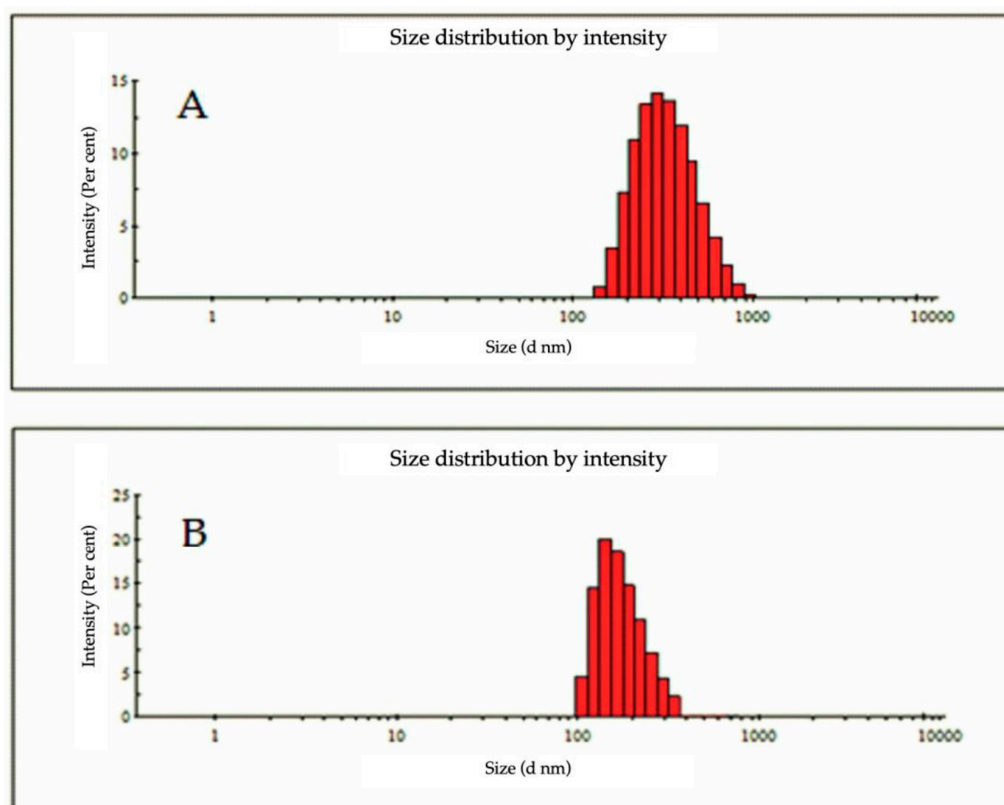 Size distribution by intensity
A
Intensity (Per cent)
15
10
5
0
1 10 100 1000 10000
Size (d nm)
Size distribution by intensity
B
Intensity (Per cent)
25
20
15
10
5
0
1 10 100 1000 10000
Size (d nm)